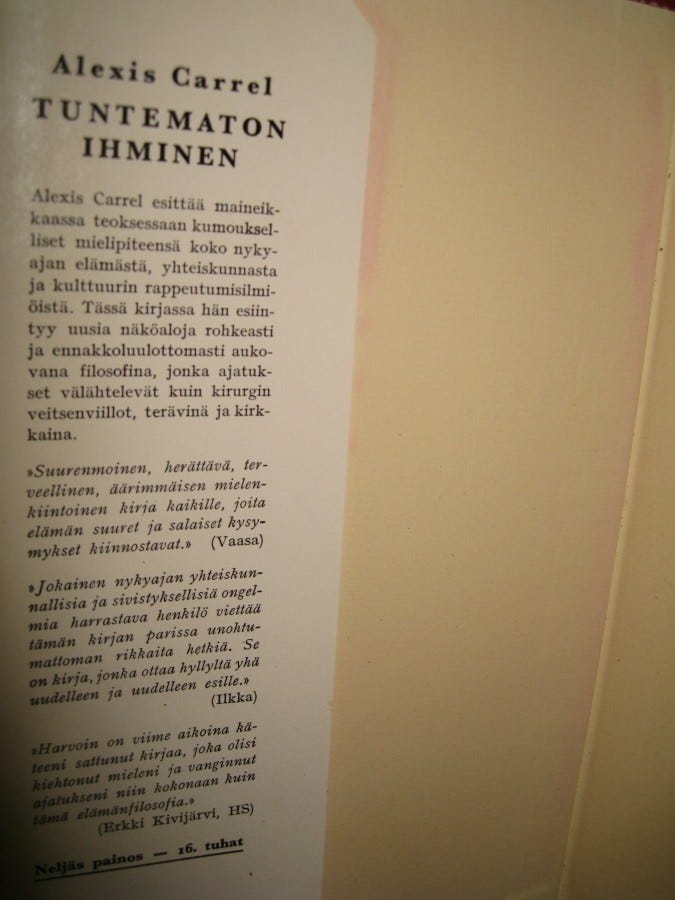 Alexis Carrel
TUNTEMATON
IHMINEN
Alexis Carrel esittää maineik-
kaassa teoksessaan kumouksel-
liset mielipiteensä koko nyky-
ajan elämästä, yhteiskunnasta
ja kulttuurin rappeutumisilmi-
öistä. Tässä kirjassa hän esiin-
tyy uusia näköaloja rohkeasti
ja ennakkoluulottomasti auko-
vana filosofina, jonka ajatuk-
set välähtelevät kuin kirurgin
veitsenviillot, terävinä ja kirk-
kaina.
»Suurenmoinen, herättävä, ter-
veellinen, äärimmäisen mielen-
kiintoinen kirja kaikille, joita
elämän suuret ja salaiset kysy-
mykset kiinnostavat.» (Vaasa)
»Jokainen nykyajan yhteiskun-
nallisia ja sivistyksellisiä ongel-
mia harrastava henkilö viettää
tämän kirjan parissa unohtu-
mattoman rikkaita hetkiä. Se
on kirja, jonka ottaa hyllyltä yhä
uudelleen ja uudelleen esille.»
(Ilkka)
»Harvoin on viime aikoina kä-
teeni sattunut kirjaa, joka olisi
kiehtonut mieleni ja vanginnut
ajatukseni niin kokonaan kuin
tämä elämänfilosofia.»
(Erkki Kivijärvi, HS)
Neljäs painos — 16. tuhat